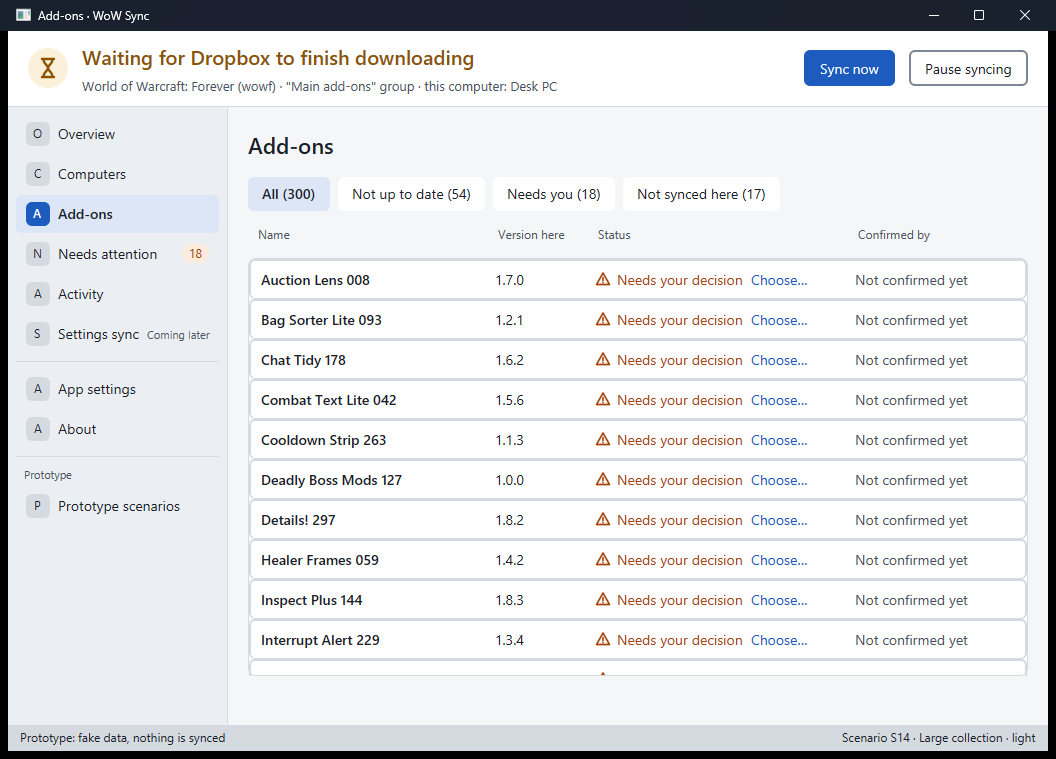 Add-ons · WoW Sync
Waiting for Dropbox to finish downloading
World of Warcraft: Forever (wowf) · "Main add-ons" group · this computer: Desk PC
Sync now
Pause syncing
O Overview
C Computers
A Add-ons
N Needs attention 18
A Activity
S Settings sync Coming later
A App settings
A About
Prototype
P Prototype scenarios
Add-ons
All (300) Not up to date (54) Needs you (18) Not synced here (17)
Name Version here Status Confirmed by
Auction Lens 008 1.7.0 Needs your decision Choose... Not confirmed yet
Bag Sorter Lite 093 1.2.1 Needs your decision Choose... Not confirmed yet
Chat Tidy 178 1.6.2 Needs your decision Choose... Not confirmed yet
Combat Text Lite 042 1.5.6 Needs your decision Choose... Not confirmed yet
Cooldown Strip 263 1.1.3 Needs your decision Choose... Not confirmed yet
Deadly Boss Mods 127 1.0.0 Needs your decision Choose... Not confirmed yet
Details! 297 1.8.2 Needs your decision Choose... Not confirmed yet
Healer Frames 059 1.4.2 Needs your decision Choose... Not confirmed yet
Inspect Plus 144 1.8.3 Needs your decision Choose... Not confirmed yet
Interrupt Alert 229 1.3.4 Needs your decision Choose... Not confirmed yet
Prototype: fake data, nothing is synced
Scenario S14 · Large collection · light